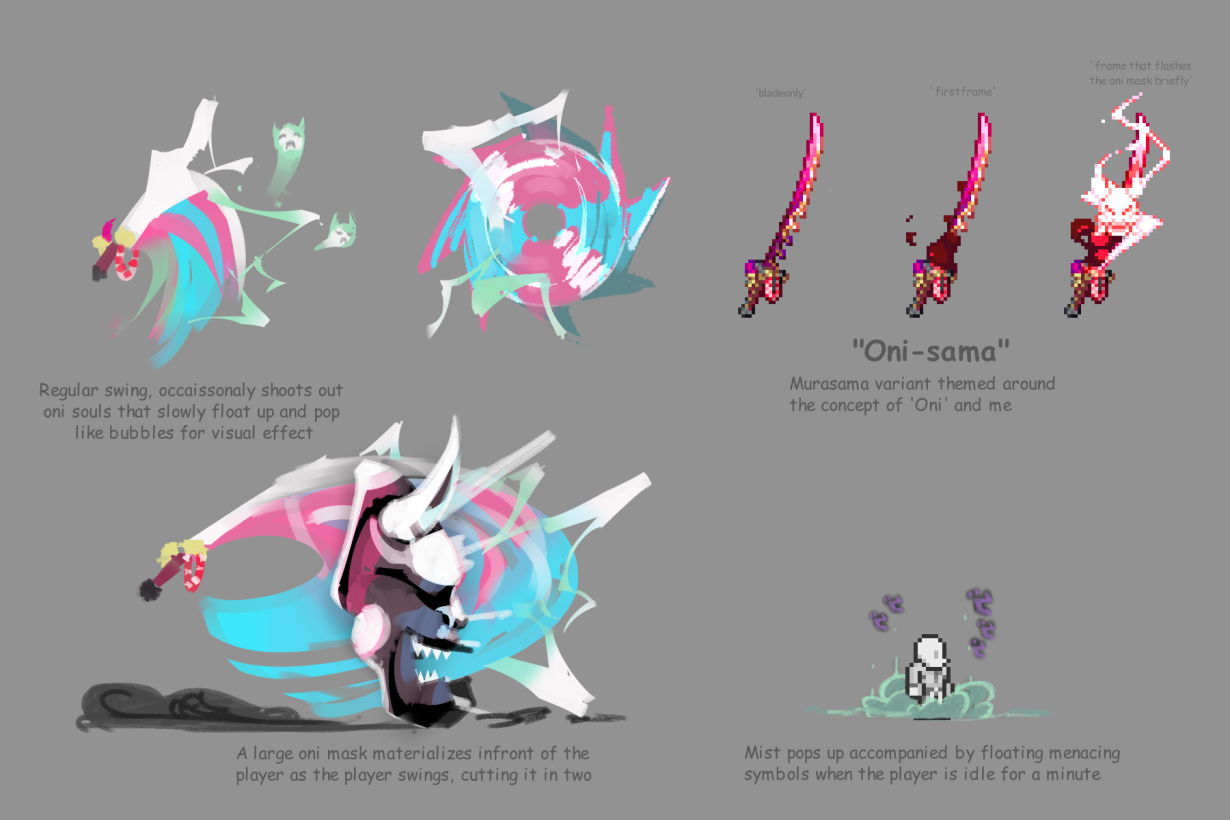 'bladeonly'
'firstframe'
'frame that flashes
the oni mask briefly'
"Oni-sama"
Murasama variant themed around
the concept of 'Oni' and me
Regular swing, occaissonaly shoots out
oni souls that slowly float up and pop
like bubbles for visual effect
A large oni mask materializes infront of the
player as the player swings, cutting it in two
Mist pops up accompanied by floating menacing
symbols when the player is idle for a minute